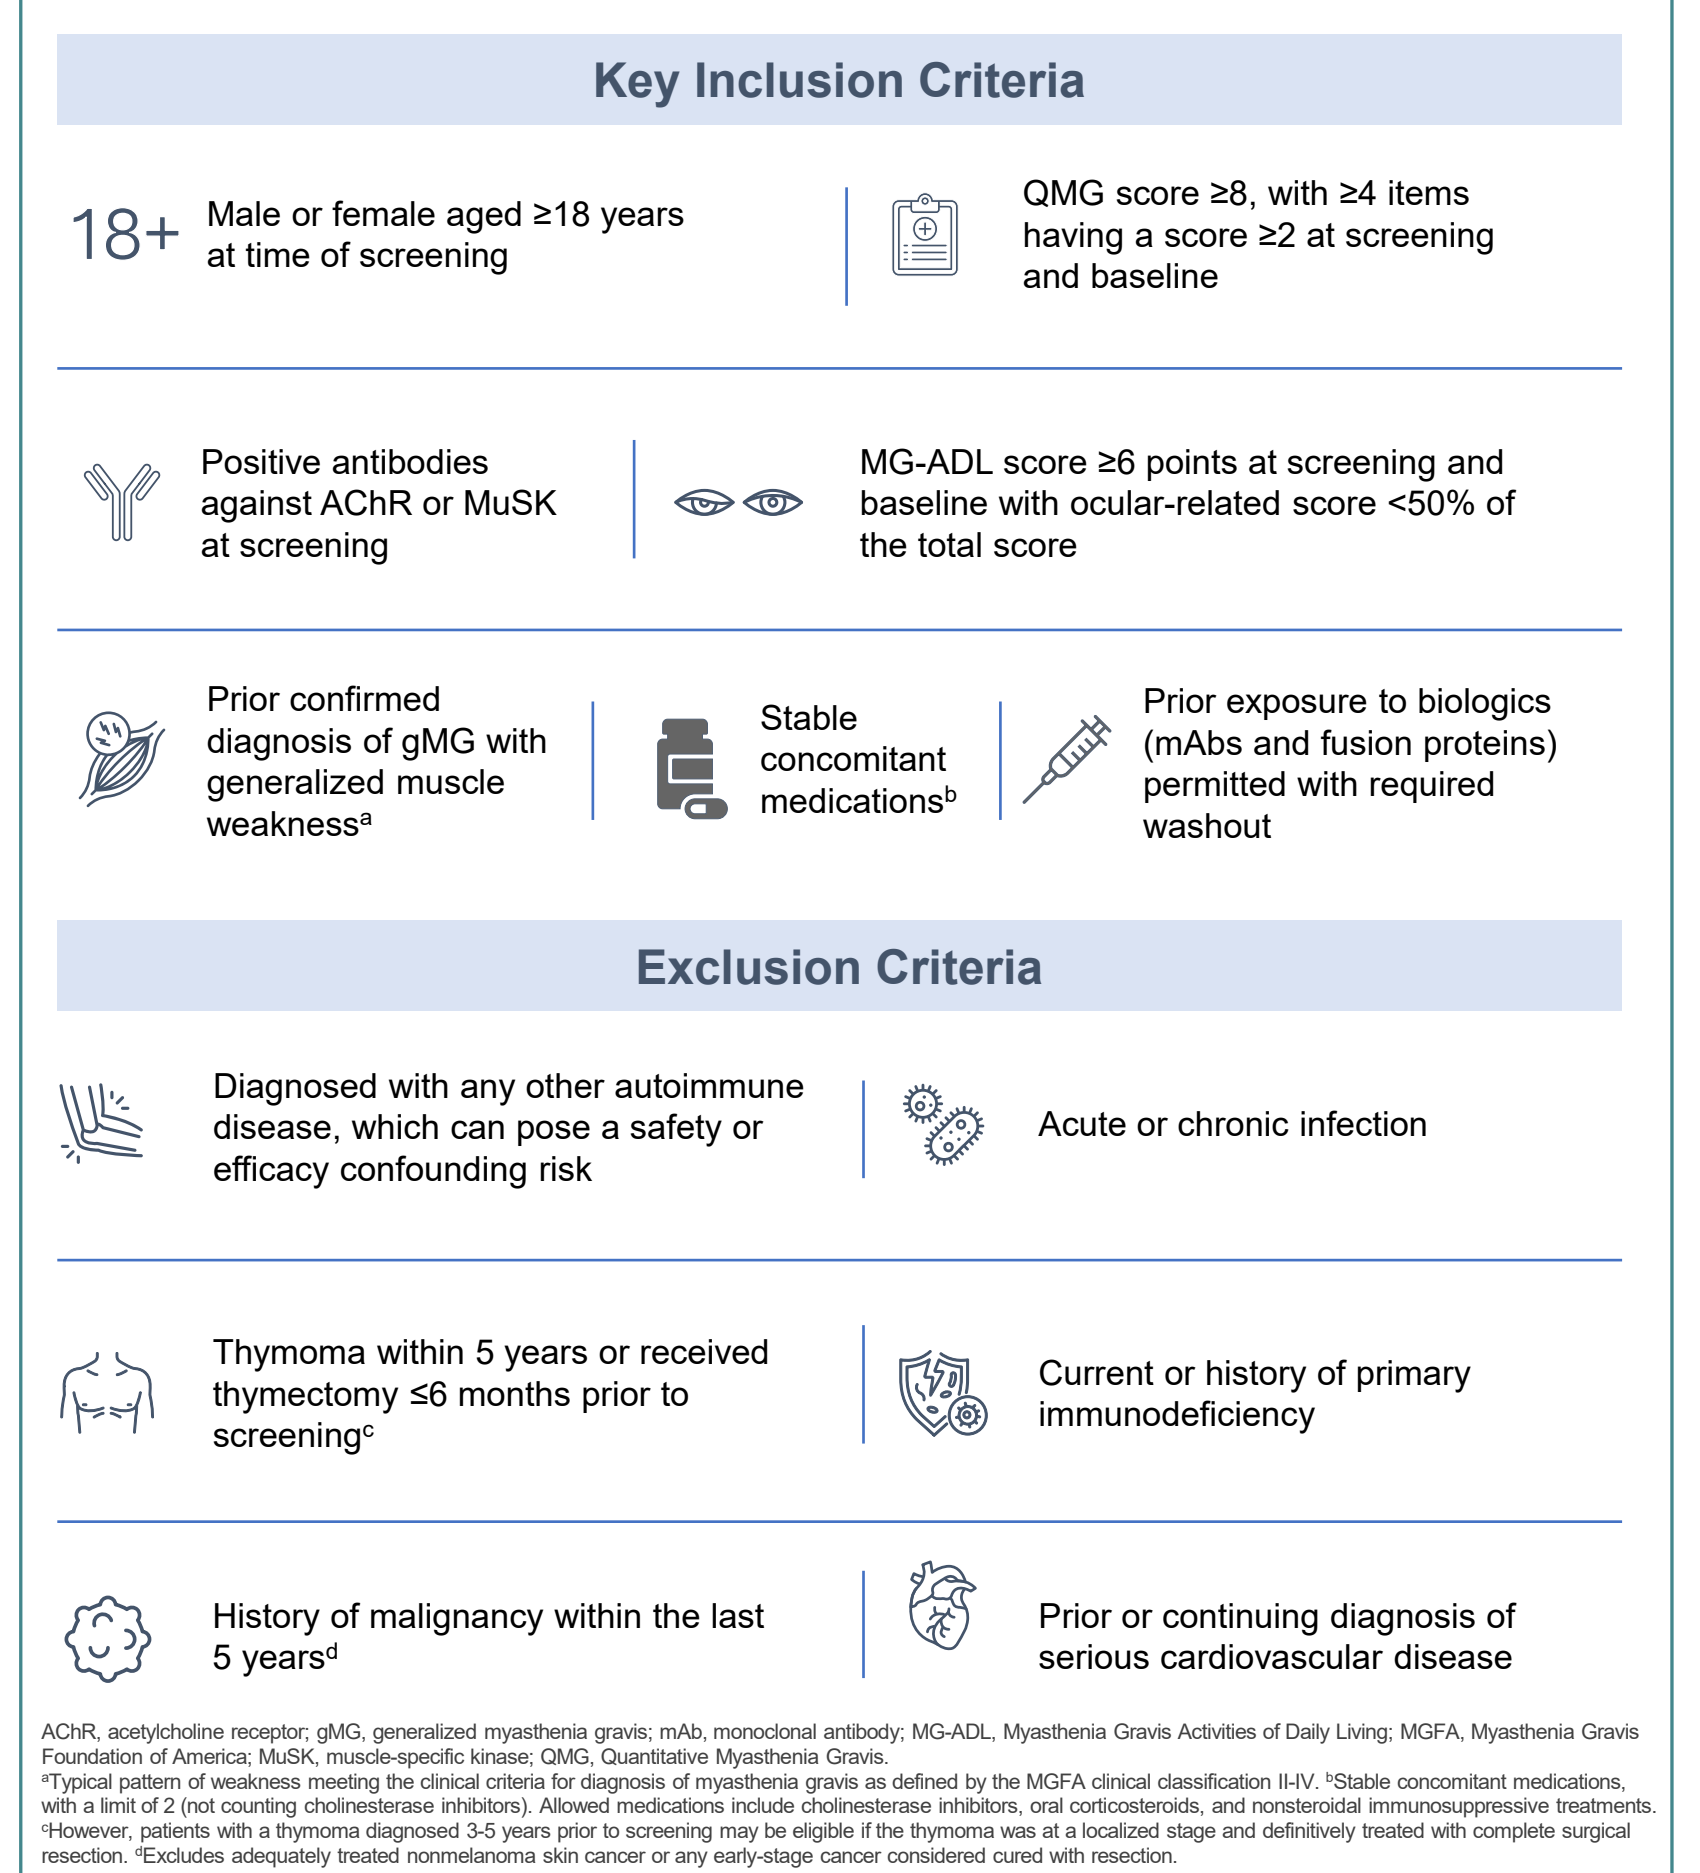 Key Inclusion Criteria
18+
Male or female aged ≥18 years
at time of screening
QMG score ≥8, with ≥4 items
having a score ≥2 at screening
and baseline
Positive antibodies
against AChR or MuSK
at screening
MG-ADL score ≥6 points at screening and
baseline with ocular-related score <50% of
the total score
Prior confirmed
diagnosis of gMG with
generalized muscle
weaknessᵃ
Stable
concomitant
medicationsᵇ
Prior exposure to biologics
(mAbs and fusion proteins)
permitted with required
washout
Exclusion Criteria
Diagnosed with any other autoimmune
disease, which can pose a safety or
efficacy confounding risk
Acute or chronic infection
Thymoma within 5 years or received
thymectomy ≤6 months prior to
screeningᶜ
Current or history of primary
immunodeficiency
History of malignancy within the last
5 yearsᵈ
Prior or continuing diagnosis of
serious cardiovascular disease
AChR, acetylcholine receptor; gMG, generalized myasthenia gravis; mAb, monoclonal antibody; MG-ADL, Myasthenia Gravis Activities of Daily Living; MGFA, Myasthenia Gravis
Foundation of America; MuSK, muscle-specific kinase; QMG, Quantitative Myasthenia Gravis.
ᵃTypical pattern of weakness meeting the clinical criteria for diagnosis of myasthenia gravis as defined by the MGFA clinical classification II-IV. ᵇStable concomitant medications,
with a limit of 2 (not counting cholinesterase inhibitors). Allowed medications include cholinesterase inhibitors, oral corticosteroids, and nonsteroidal immunosuppressive treatments.
ᶜHowever, patients with a thymoma diagnosed 3-5 years prior to screening may be eligible if the thymoma was at a localized stage and definitively treated with complete surgical
resection. ᵈExcludes adequately treated nonmelanoma skin cancer or any early-stage cancer considered cured with resection.